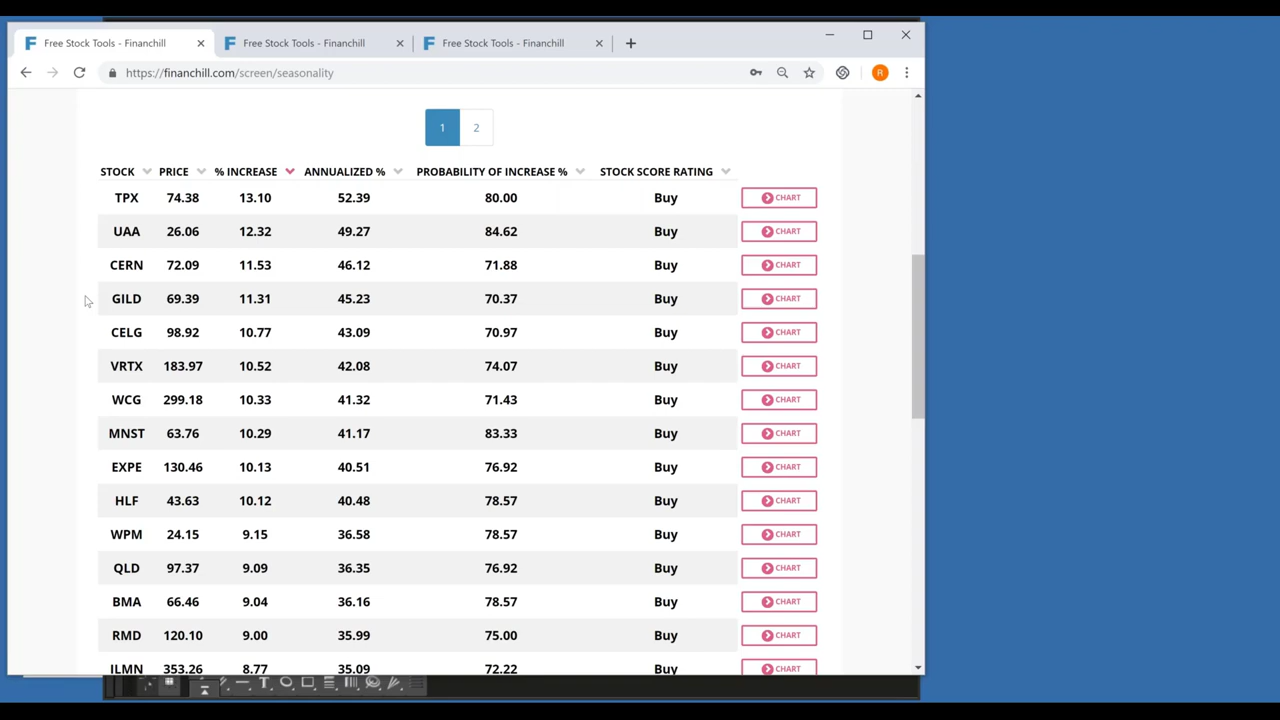 Free Stock Tools - Financhill Free Stock Tools - Financhill Free Stock Tools - Financhill
https://financhill.com/screen/seasonality R
1 2
STOCK PRICE % INCREASE ANNUALIZED % PROBABILITY OF INCREASE % STOCK SCORE RATING
TPX 74.38 13.10 52.39 80.00 Buy CHART
UAA 26.06 12.32 49.27 84.62 Buy CHART
CERN 72.09 11.53 46.12 71.88 Buy CHART
GILD 69.39 11.31 45.23 70.37 Buy CHART
CELG 98.92 10.77 43.09 70.97 Buy CHART
VRTX 183.97 10.52 42.08 74.07 Buy CHART
WCG 299.18 10.33 41.32 71.43 Buy CHART
MNST 63.76 10.29 41.17 83.33 Buy CHART
EXPE 130.46 10.13 40.51 76.92 Buy CHART
HLF 43.63 10.12 40.48 78.57 Buy CHART
WPM 24.15 9.15 36.58 78.57 Buy CHART
QLD 97.37 9.09 36.35 76.92 Buy CHART
BMA 66.46 9.04 36.16 78.57 Buy CHART
RMD 120.10 9.00 35.99 75.00 Buy CHART
ILMN 353.26 8.77 35.09 72.22 Buy CHART